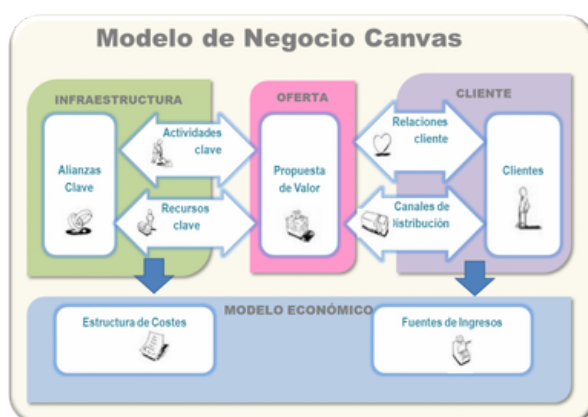 Modelo de Negocio Canvas
INFRAESTRUCTURA
OFERTA
CLIENTE
Alianzas
Clave
Actividades
clave
Recursos
clave
Propuesta
de Valor
Relaciones
cliente
Canales de
Distribución
Clientes
MODELO ECONÓMICO
Estructura de Costes
Fuentes de Ingresos